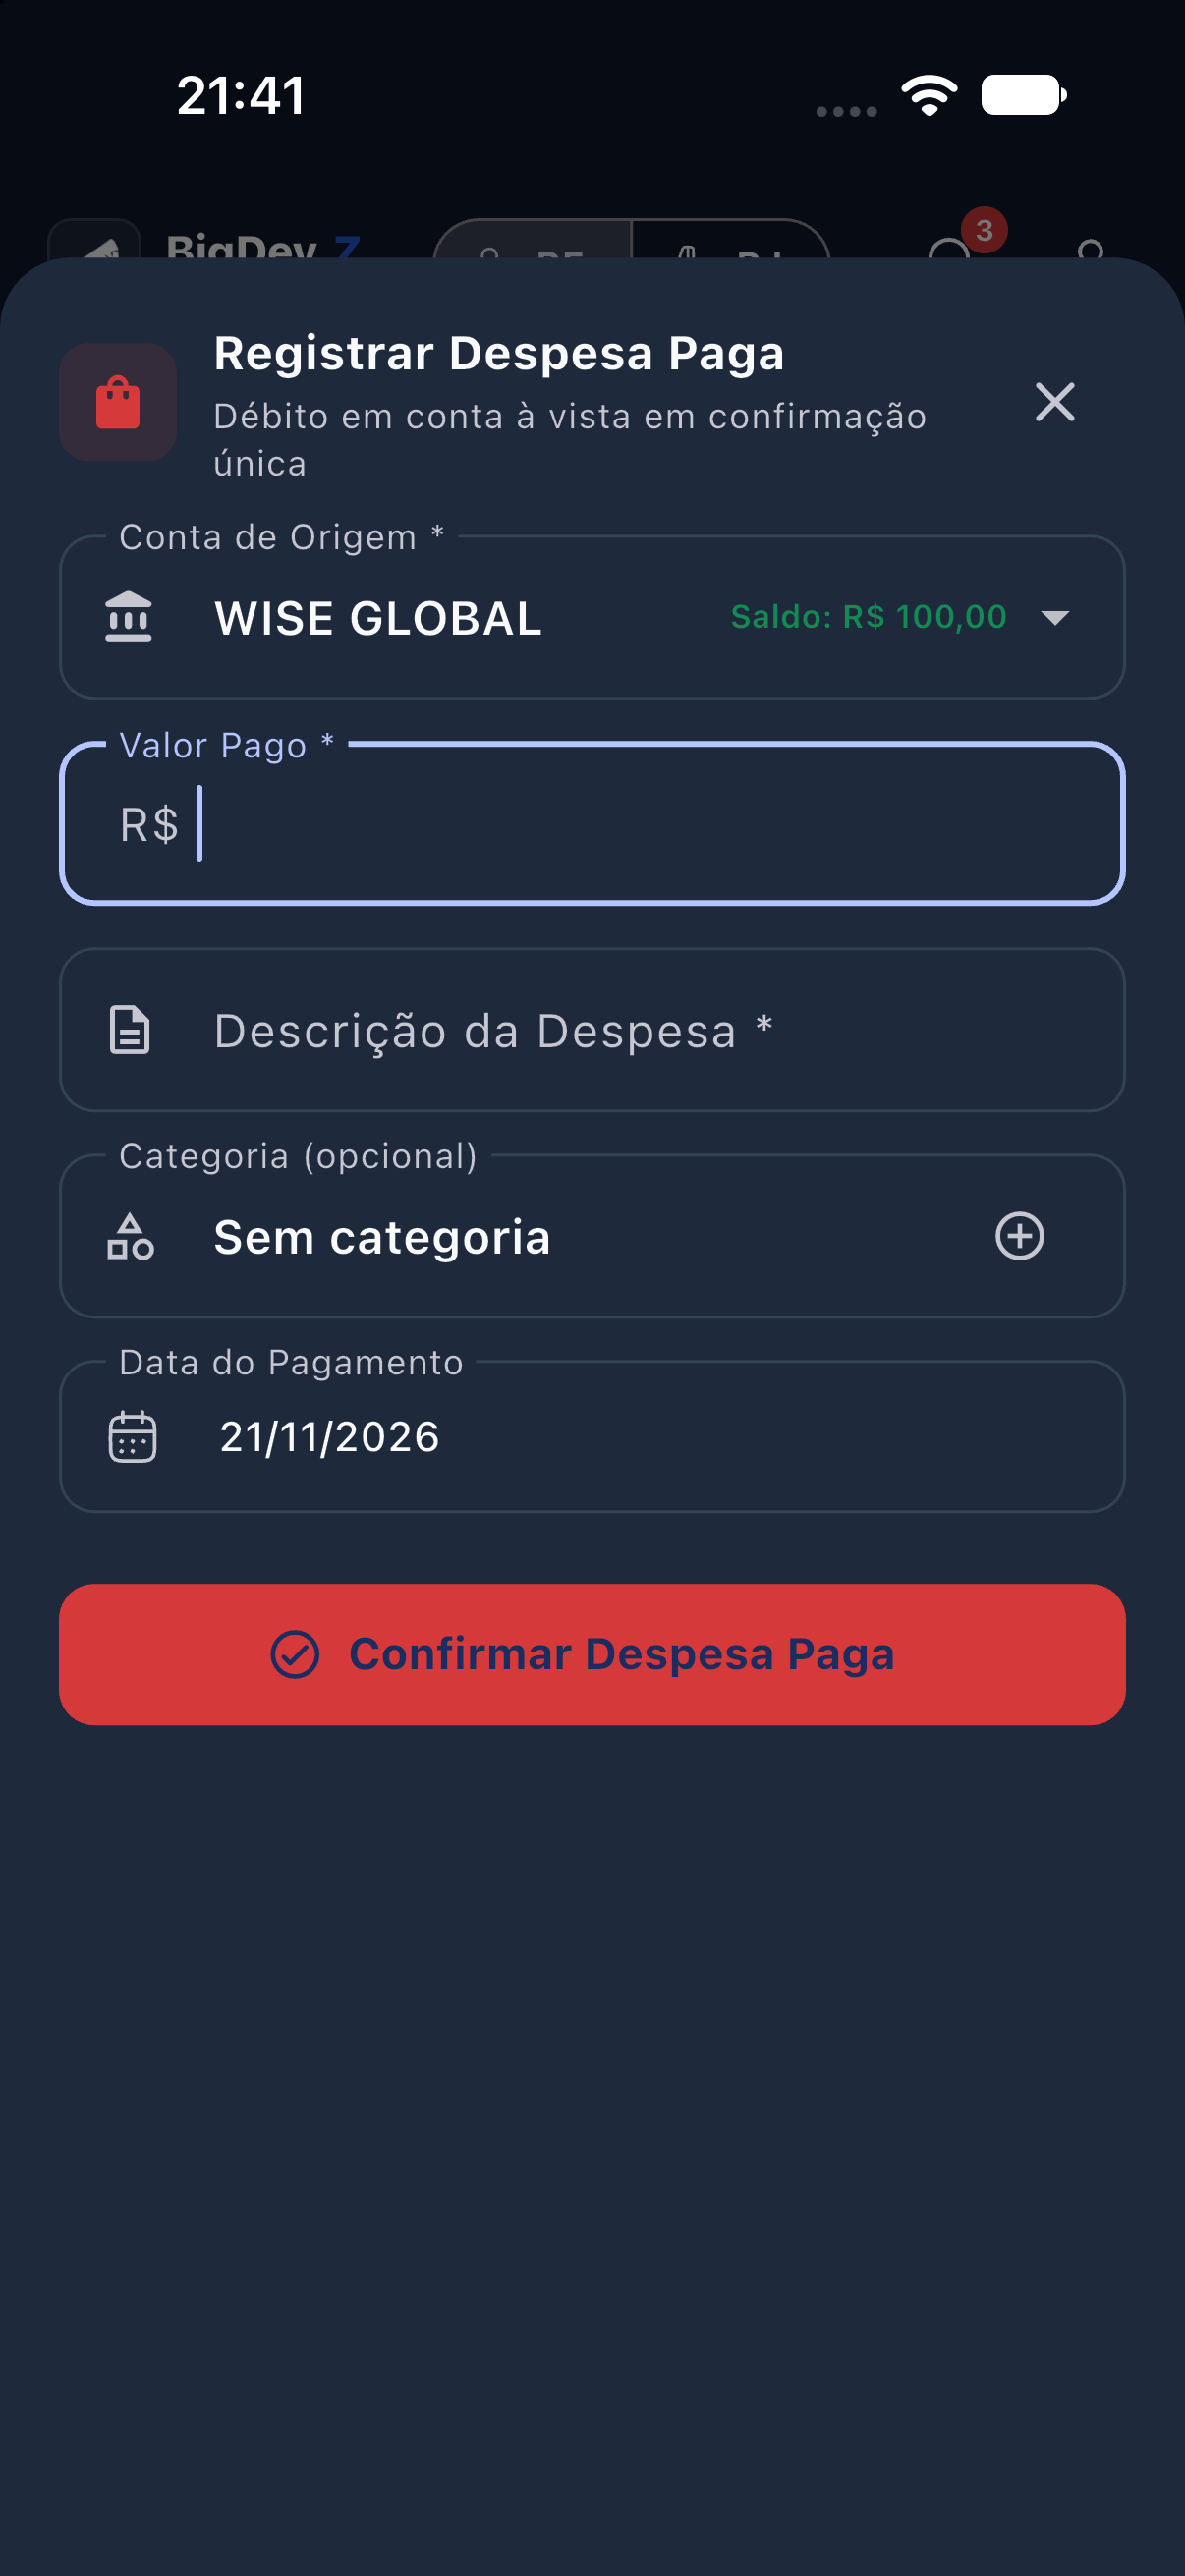 21:41
BigDev Z
3
Registrar Despesa Paga
Débito em conta à vista em confirmação
única
Conta de Origem *
WISE GLOBAL
Saldo: R$ 100,00
Valor Pago *
R$
Descrição da Despesa *
Categoria (opcional)
Sem categoria
Data do Pagamento
21/11/2026
Confirmar Despesa Paga